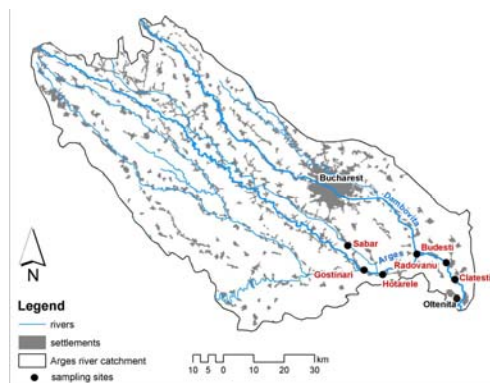 Bucharest
Dambovita
Sabar
Arges
Budesti
Gostinari
Radovanu
Hotarele
Clatesti
Oltenita
N
Legend
rivers
settlements
Arges river catchment
sampling sites
km
10 5 0 10 20 30